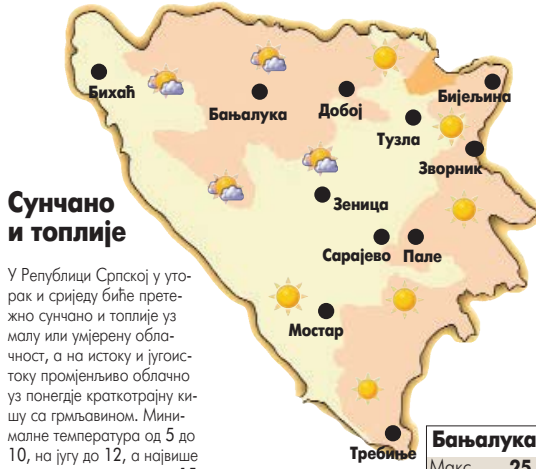 Бихаћ
Бањалука
Добој
Бијељина
Тузла
Зворник
Зеница
Сарајево Пале
Мостар
Требиње
Сунчано
и топлије
У Републици Српској у уто-
рак и сриједу биће прете-
жно сунчано и топлије уз
малу или умјерену обла-
чност, а на истоку и југоис-
току промјенљиво облачно
уз понегдје краткотрајну ки-
шу са грмљавином. Мини-
малне температура од 5 до
10, на југу до 12, а највише
Бањалука
Макс. 25